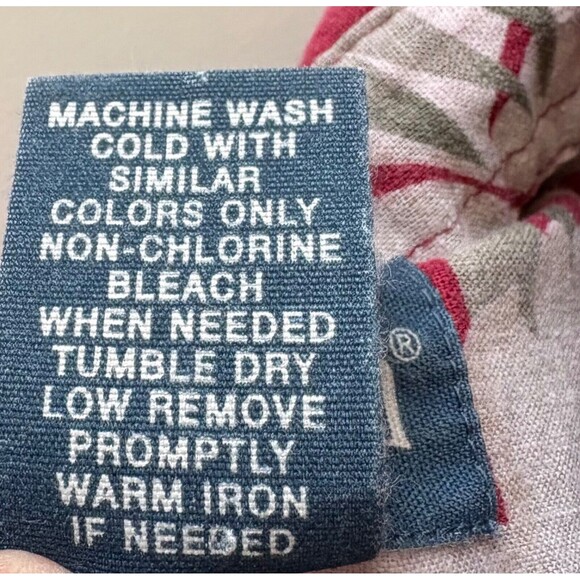 MACHINE WASH
COLD WITH
SIMILAR
COLORS ONLY
NON-CHLORINE
BLEACH
WHEN NEEDED
TUMBLE DRY
LOW REMOVE
PROMPTLY
WARM IRON
IF NEEDED
®